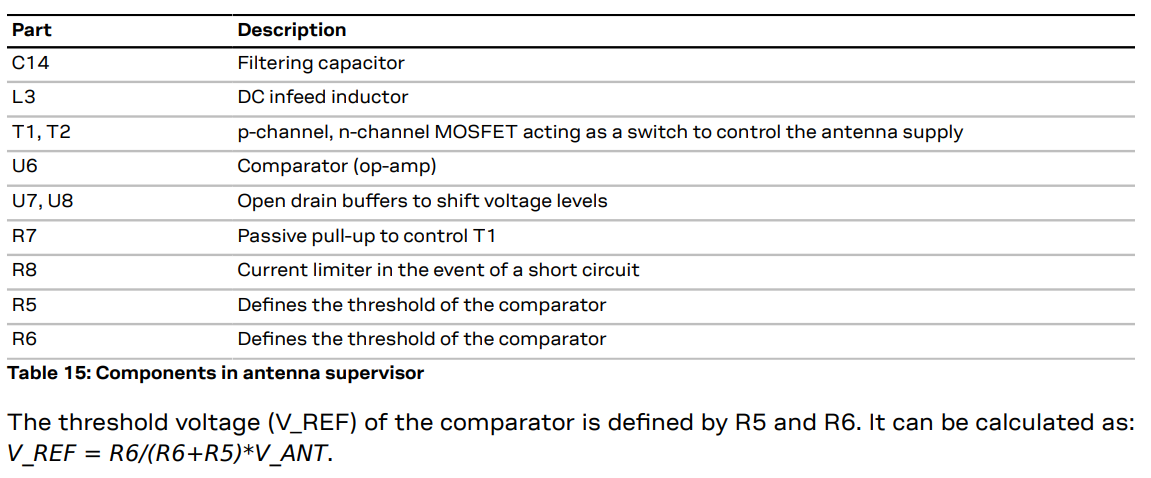 Part Description
C14 Filtering capacitor
L3 DC infeed inductor
T1, T2 p-channel, n-channel MOSFET acting as a switch to control the antenna supply
U6 Comparator (op-amp)
U7, U8 Open drain buffers to shift voltage levels
R7 Passive pull-up to control T1
R8 Current limiter in the event of a short circuit
R5 Defines the threshold of the comparator
R6 Defines the threshold of the comparator
Table 15: Components in antenna supervisor
The threshold voltage (V_REF) of the comparator is defined by R5 and R6. It can be calculated as:
V_REF = R6/(R6+R5)*V_ANT.